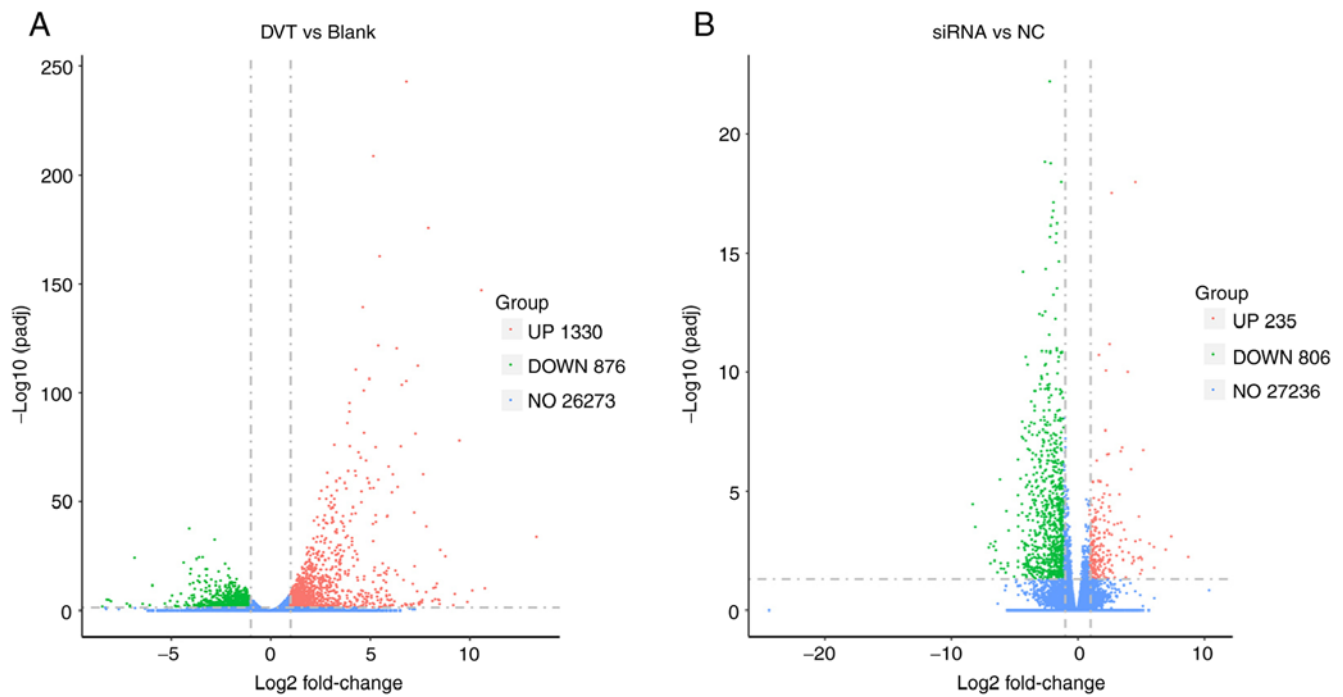 A
DVT vs Blank
250
200
150
100
50
0
−Log10 (padj)
−5
0
5
10
Log2 fold-change
Group
UP 1330
DOWN 876
NO 26273
B
siRNA vs NC
20
15
10
5
0
−Log10 (padj)
−20
−10
0
10
Log2 fold-change
Group
UP 235
DOWN 806
NO 27236